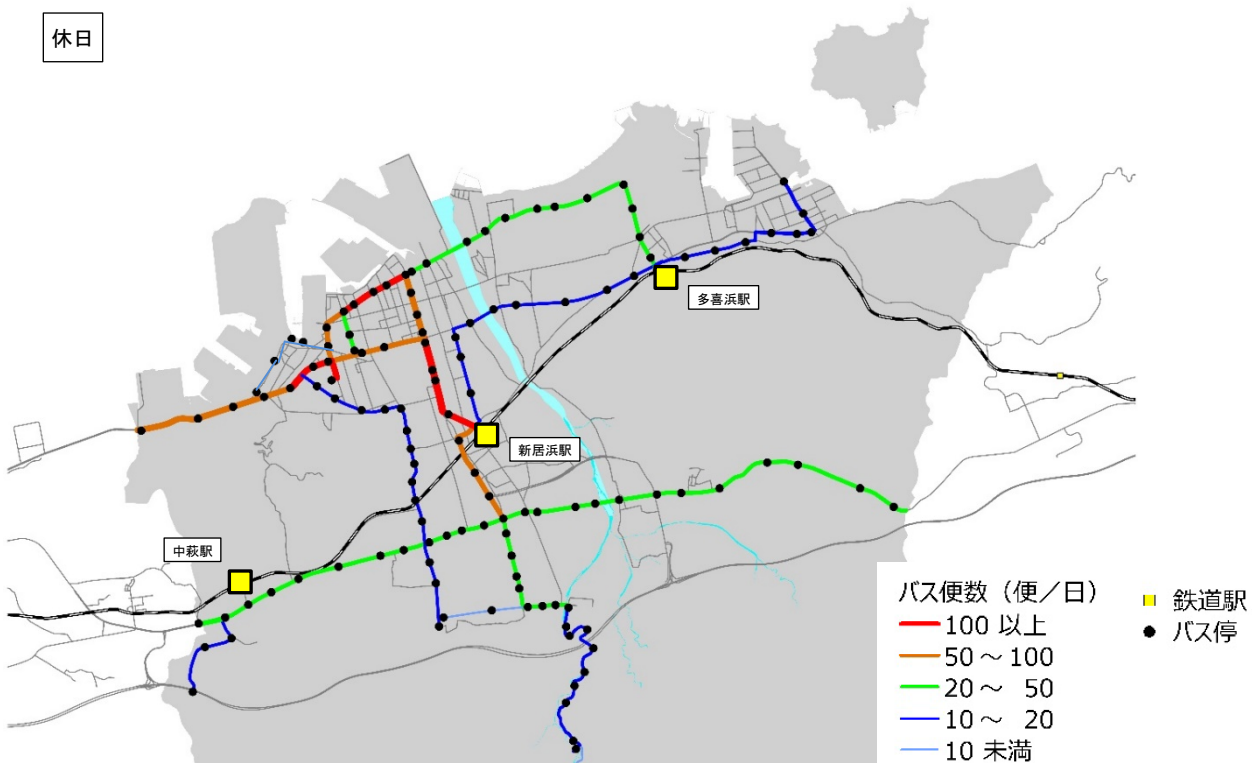 休日
多喜浜駅
新居浜駅
中萩駅
バス便数（便／日）
100 以上
50～100
20～ 50
10～ 20
10 未満
鉄道駅
バス停